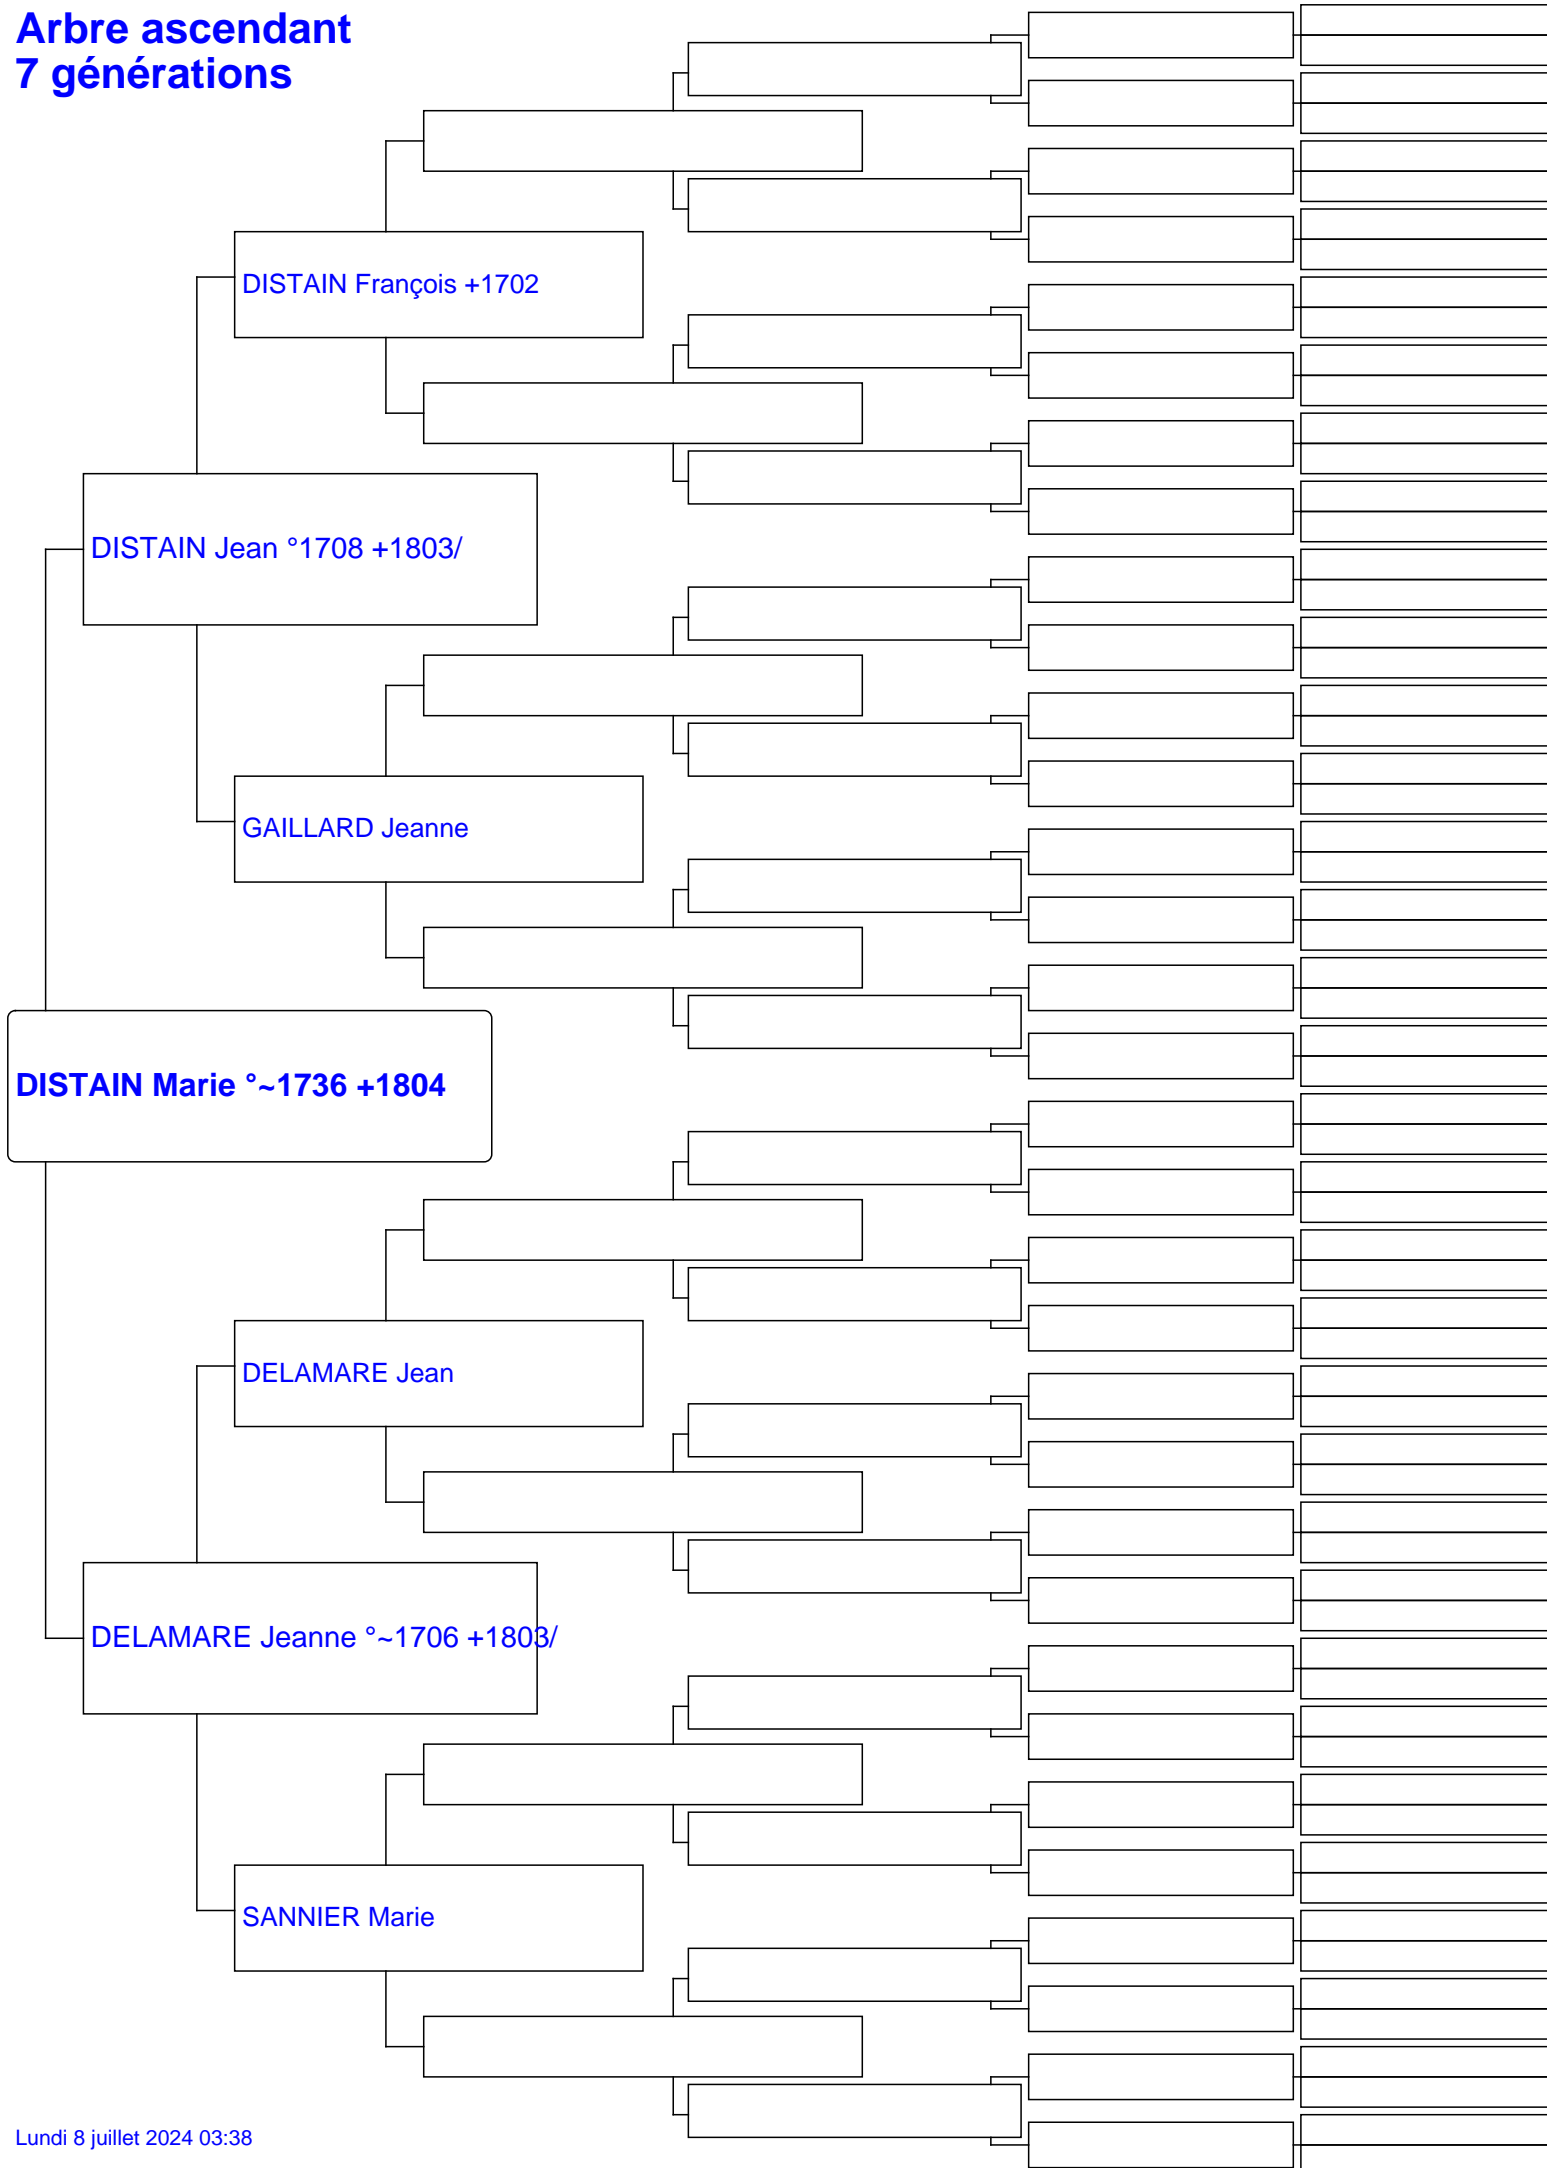 Arbre ascendant
7 générations
DISTAIN François +1702
DISTAIN Jean °1708 +1803/
GAILLARD Jeanne
DISTAIN Marie °~1736 +1804
DELAMARE Jean
DELAMARE Jeanne °~1706 +1803/
SANNIER Marie
Lundi 8 juillet 2024 03:38